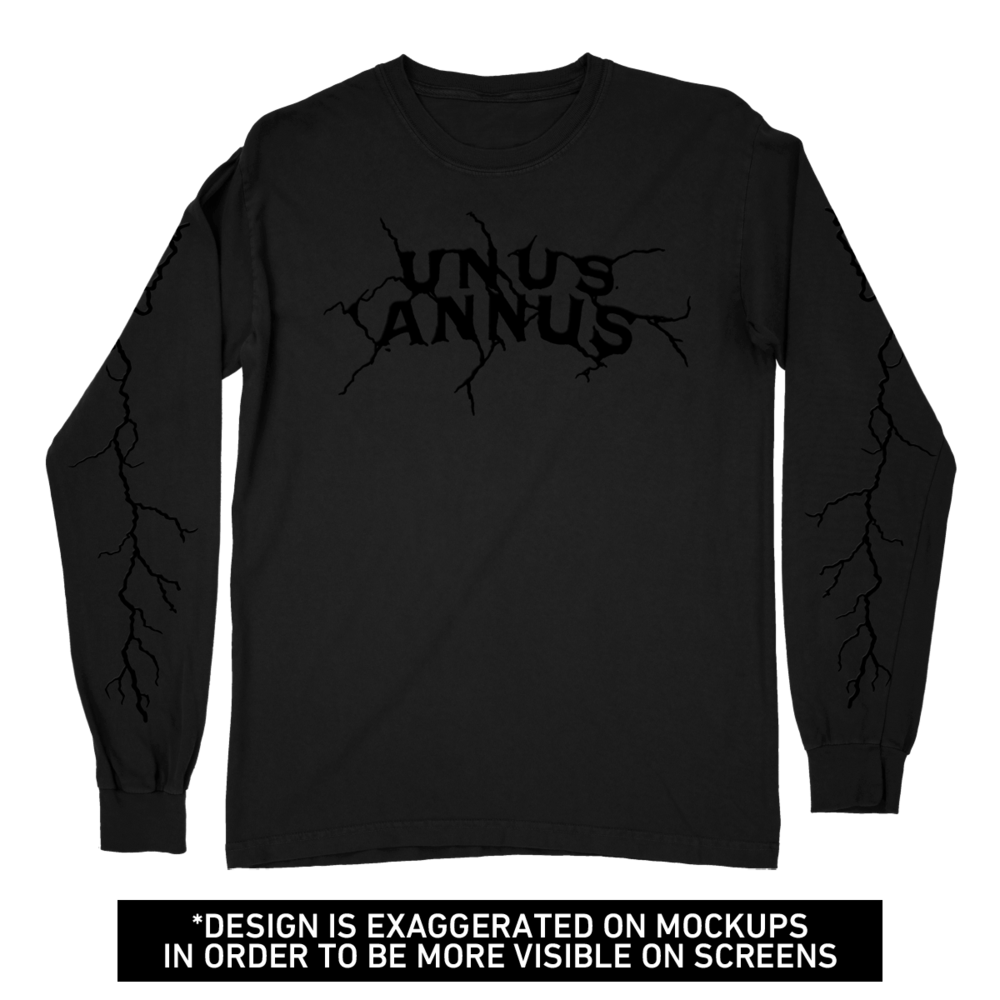 UNUS
ANNUS
*DESIGN IS EXAGGERATED ON MOCKUPS
IN ORDER TO BE MORE VISIBLE ON SCREENS